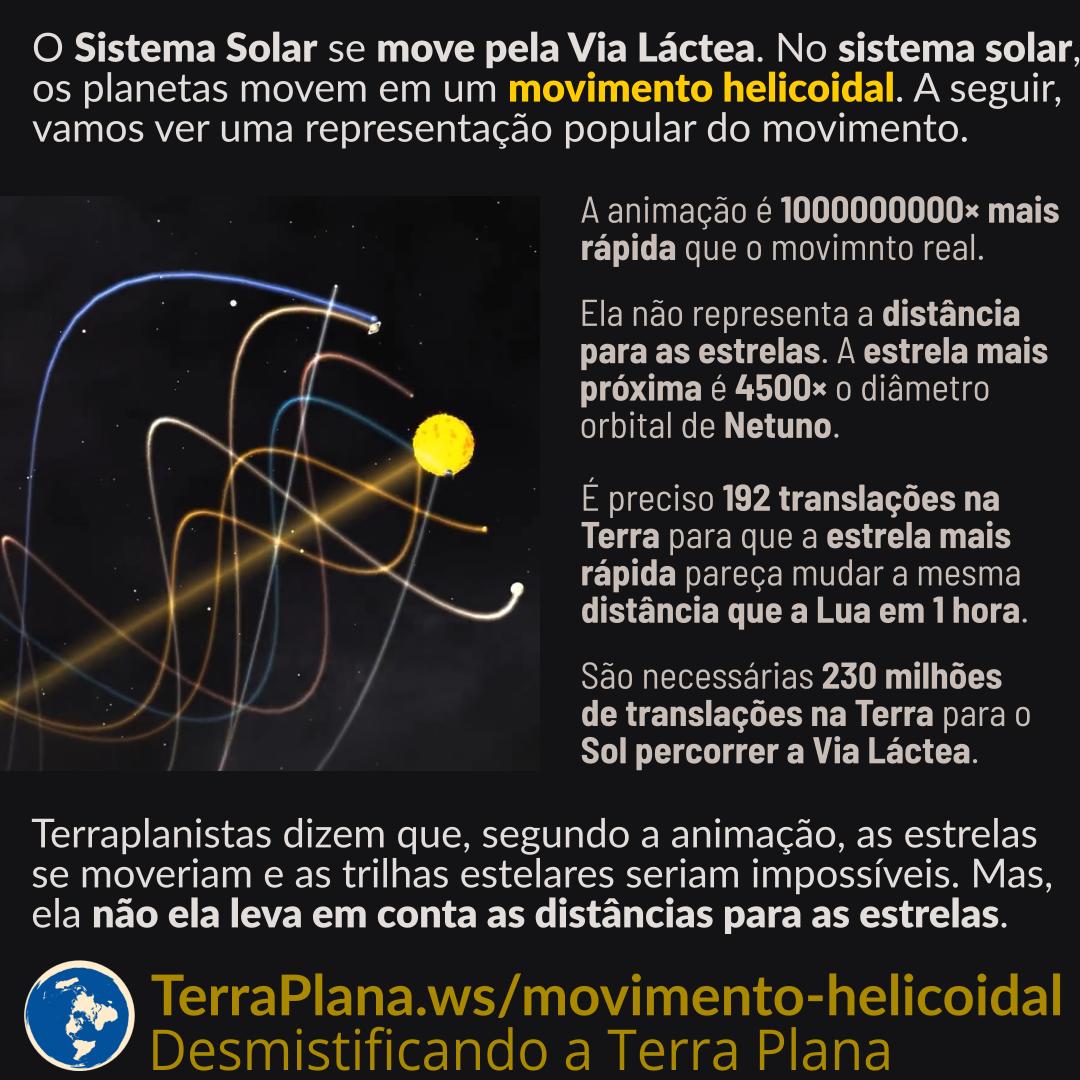 O Sistema Solar se move pela Via Láctea. No sistema solar,
os planetas movem em um movimento helicoidal. A seguir,
vamos ver uma representação popular do movimento.
A animação é 1000000000× mais
rápida que o movimnto real.
Ela não representa a distância
para as estrelas. A estrela mais
próxima é 4500× o diâmetro
orbital de Netuno.
É preciso 192 translações na
Terra para que a estrela mais
rápida pareça mudar a mesma
distância que a Lua em 1 hora.
São necessárias 230 milhões
de translações na Terra para o
Sol percorrer a Via Láctea.
Terraplanistas dizem que, segundo a animação, as estrelas
se moveriam e as trilhas estelares seriam impossíveis. Mas,
ela não ela leva em conta as distâncias para as estrelas.
TerraPlana.ws/movimento-helicoidal
Desmistificando a Terra Plana